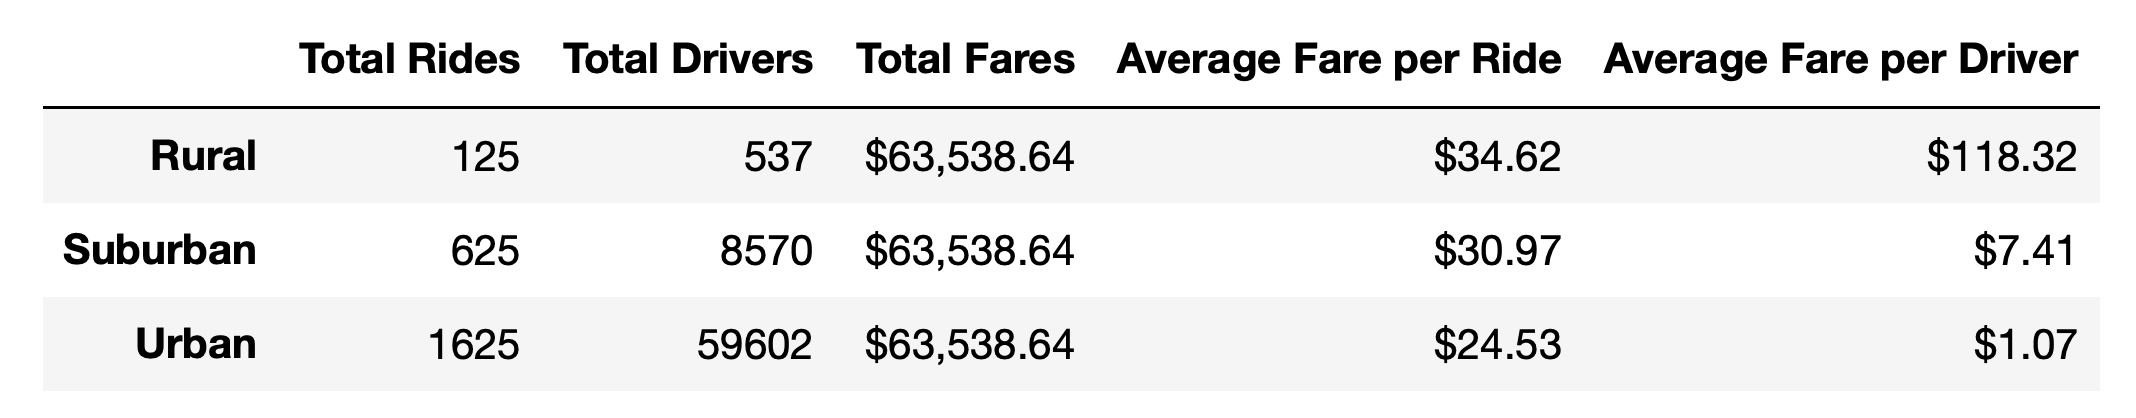 Total Rides Total Drivers Total Fares Average Fare per Ride Average Fare per Driver
Rural 125 537 $63,538.64 $34.62 $118.32
Suburban 625 8570 $63,538.64 $30.97 $7.41
Urban 1625 59602 $63,538.64 $24.53 $1.07